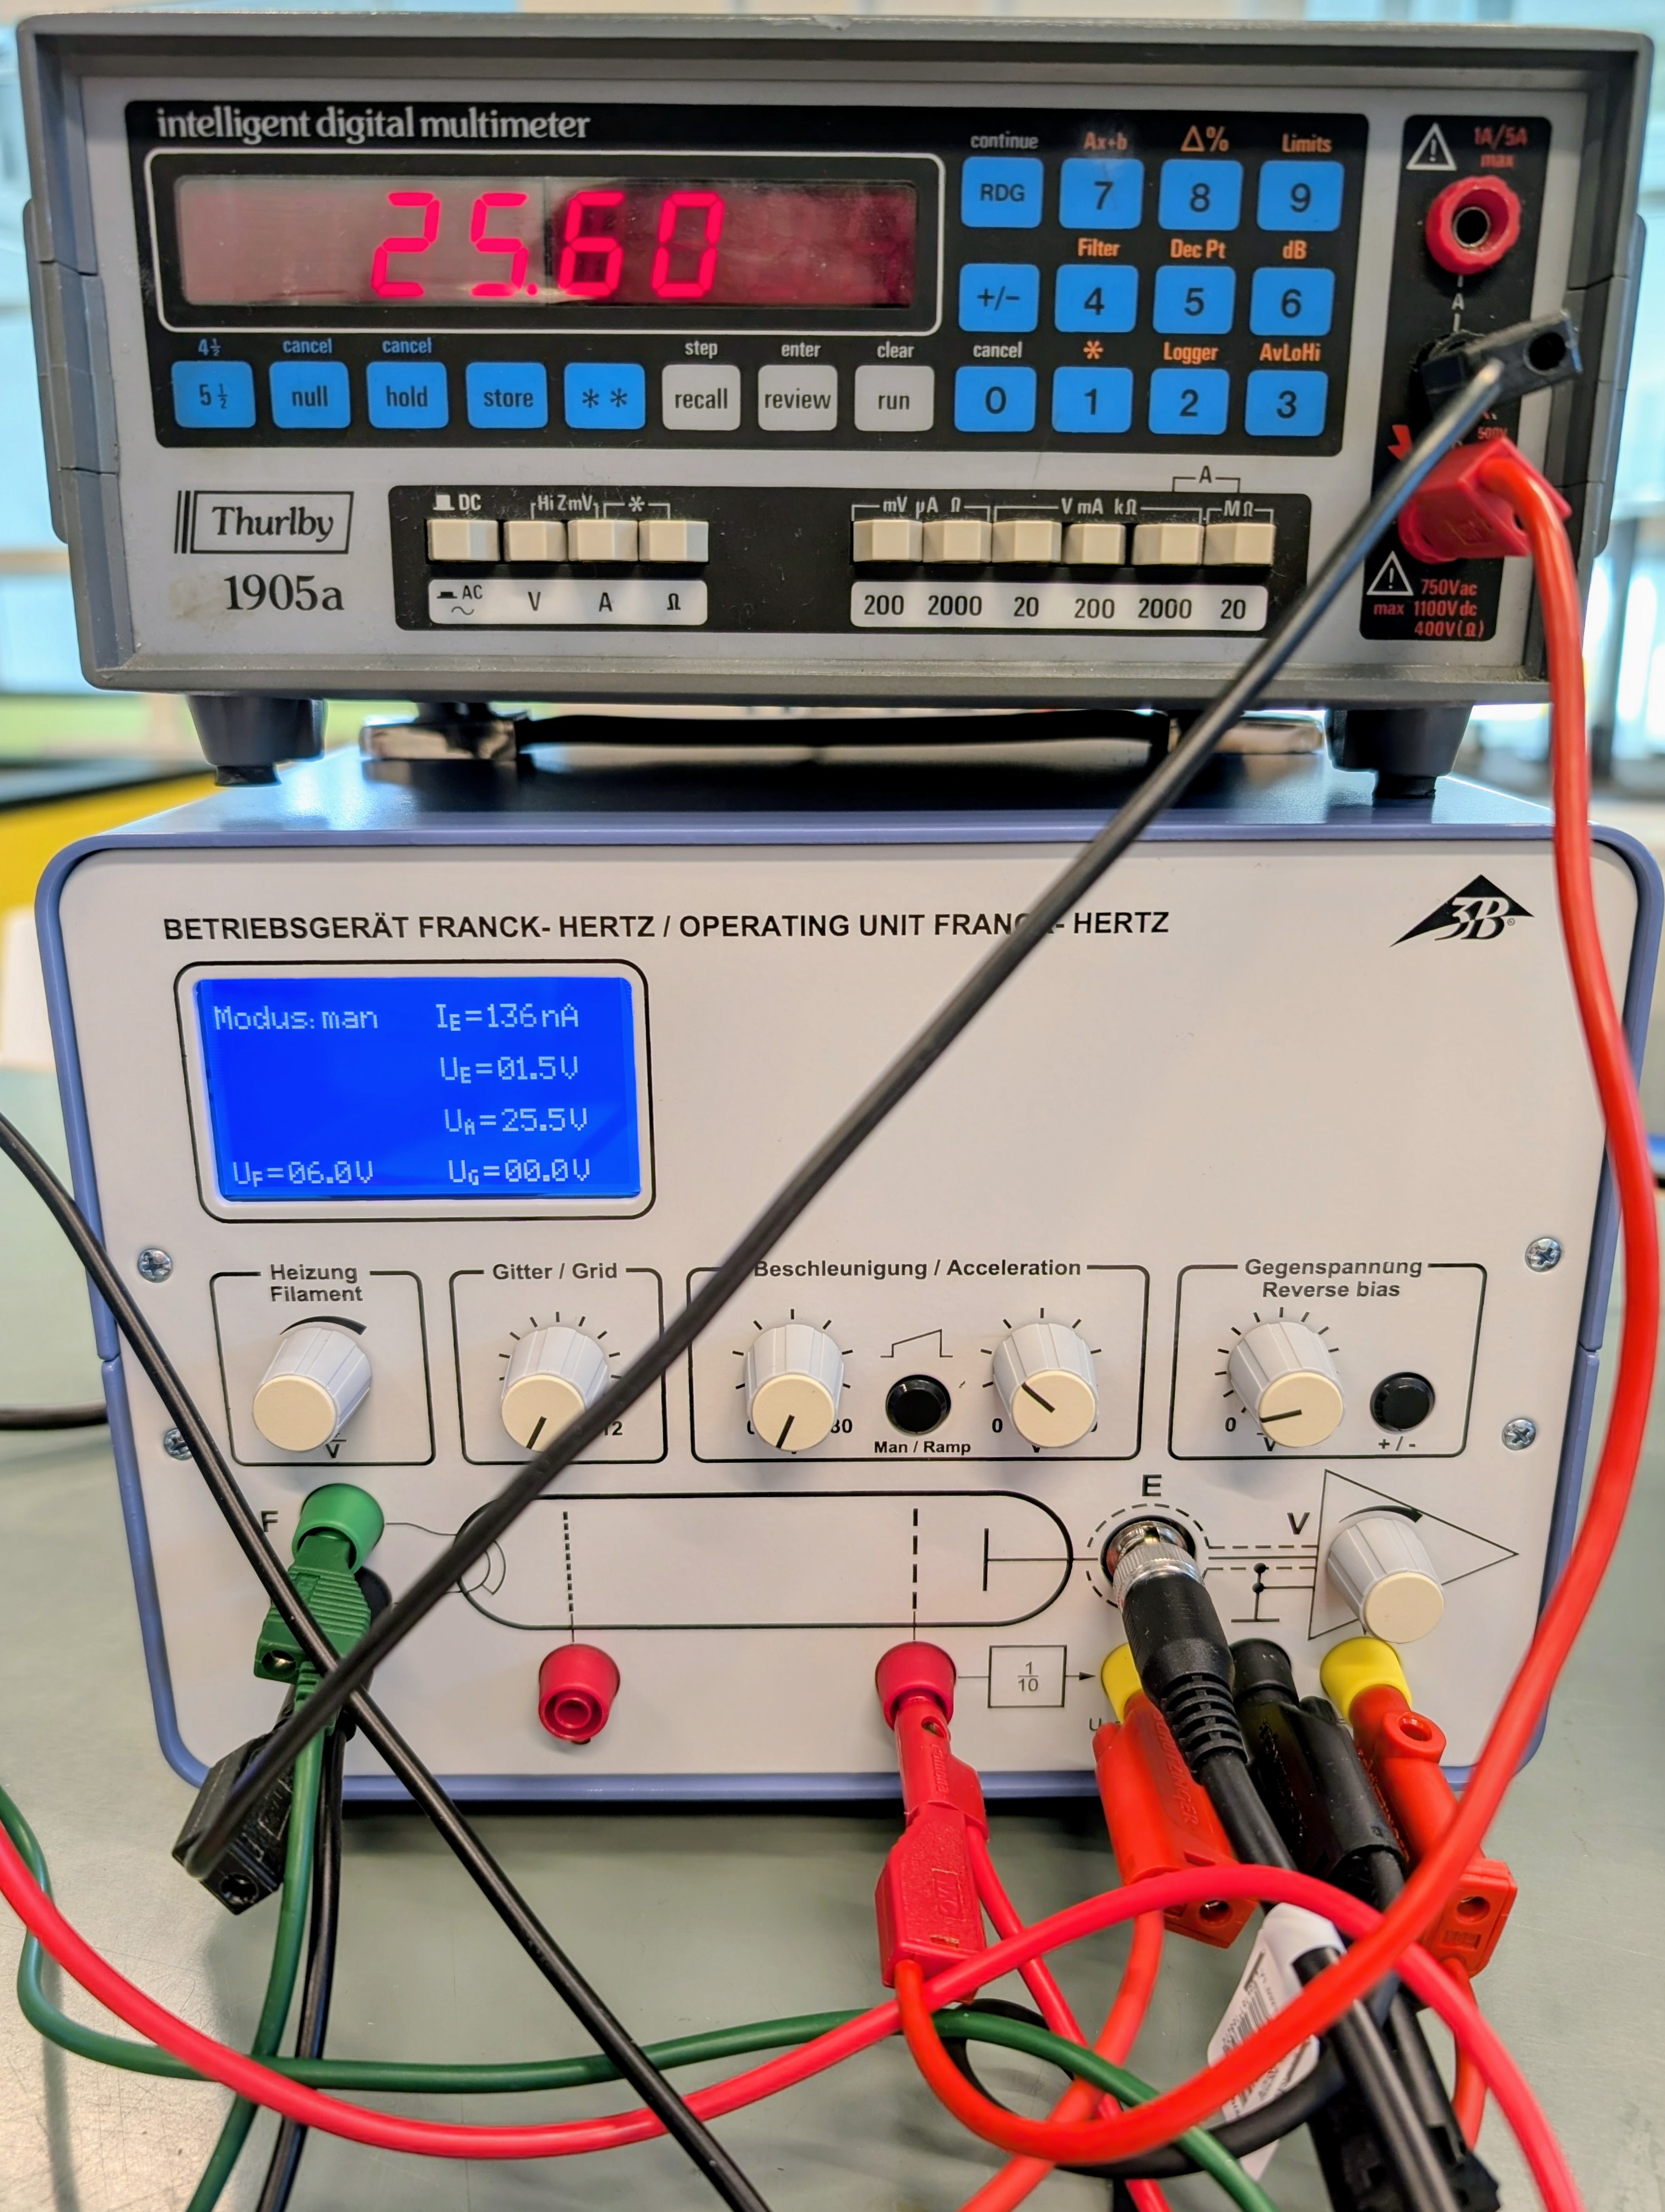 intelligent digital multimeter
25.60
continue Ax+b Δ% Limits
RDG 7 8 9
Filter Dec Pt dB
+/− 4 5 6
cancel * Logger AvLoHi
0 1 2 3
4½ cancel cancel step enter clear
5½ null hold store ** recall review run
1A/5A
max
A
500V
Thurlby
1905a
DC Hi Z mV *
AC V A Ω
A
mV μA Ω V mA kΩ MΩ
200 2000 20 200 2000 20
750Vac
max 1100Vdc
400V(Ω)
BETRIEBSGERÄT FRANCK- HERTZ / OPERATING UNIT FRANCK- HERTZ
3B®
Modus:man IE=136nA
UE=01.5V
UA=25.5V
UF=06.0V UG=00.0V
Heizung
Filament
V
Gitter / Grid
12
Beschleunigung / Acceleration
Man / Ramp
0
Gegenspannung
Reverse bias
0
V
+ / -
F
E
V
1/10